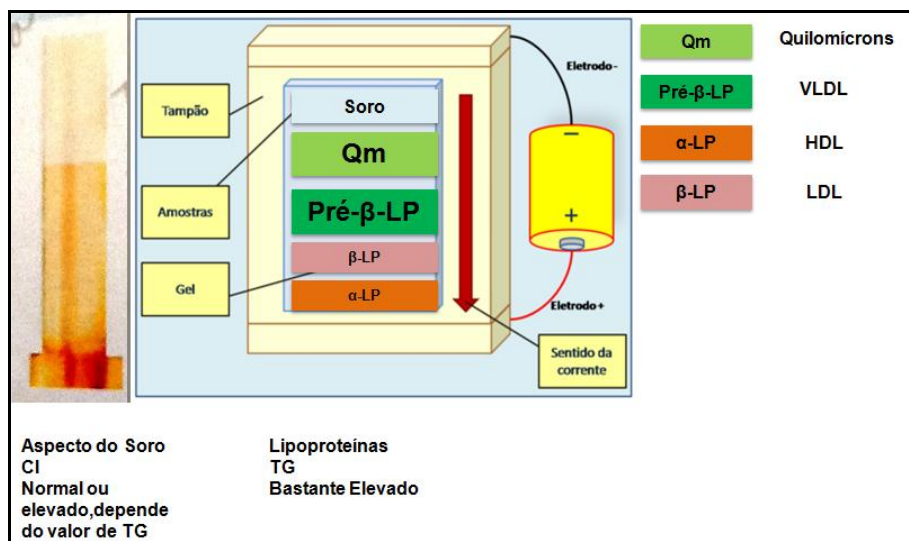 Qm
Quilomícrons
Pré-β-LP
VLDL
α-LP
HDL
β-LP
LDL
Tampão
Amostras
Gel
Soro
Qm
Pré-β-LP
β-LP
α-LP
Eletrodo-
−
+
Eletrodo+
Sentido da
corrente
Aspecto do Soro
CI
Normal ou
elevado,depende
do valor de TG
Lipoproteínas
TG
Bastante Elevado